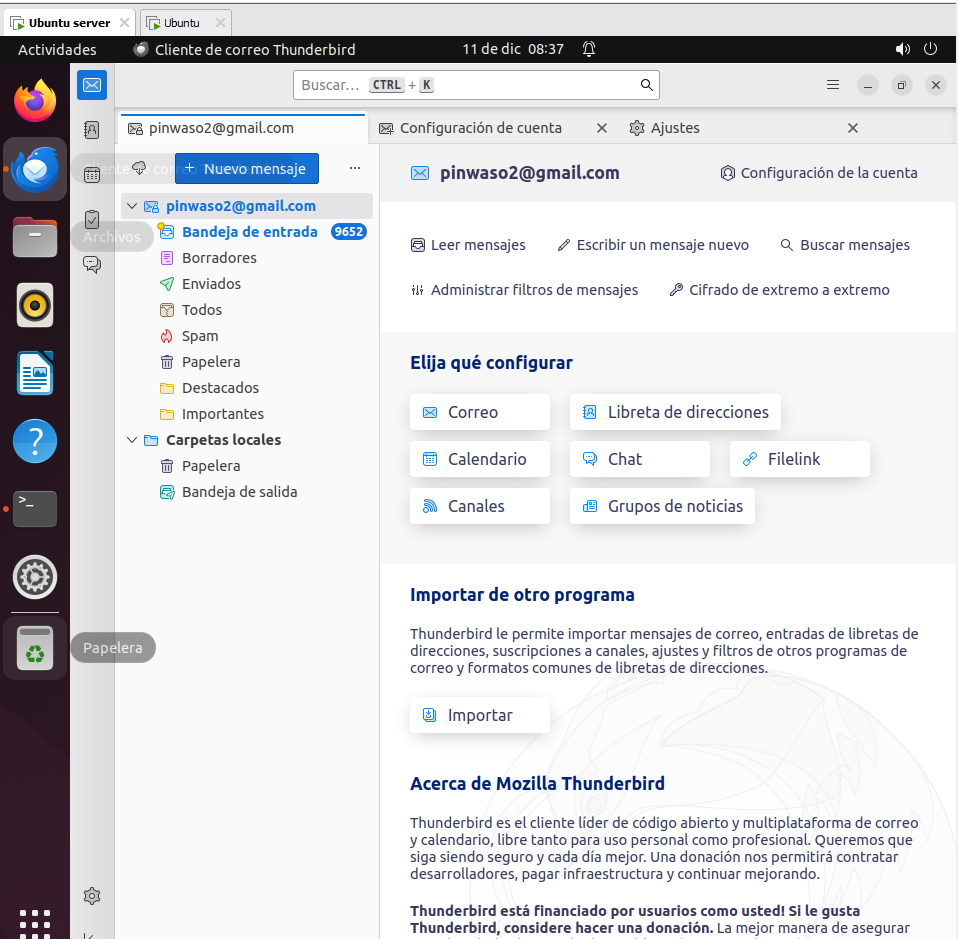 Ubuntu server
Ubuntu
Actividades
Cliente de correo Thunderbird
11 de dic 08:37
Buscar... CTRL + K
pinwaso2@gmail.com
Configuración de cuenta
Ajustes
Nuevo mensaje
pinwaso2@gmail.com
Bandeja de entrada 9652
Borradores
Enviados
Todos
Spam
Papelera
Destacados
Importantes
Carpetas locales
Papelera
Bandeja de salida
Archivos
Papelera
pinwaso2@gmail.com
Configuración de la cuenta
Leer mensajes
Escribir un mensaje nuevo
Buscar mensajes
Administrar filtros de mensajes
Cifrado de extremo a extremo
Elija qué configurar
Correo
Libreta de direcciones
Calendario
Chat
Filelink
Canales
Grupos de noticias
Importar de otro programa
Thunderbird le permite importar mensajes de correo, entradas de libretas de
direcciones, suscripciones a canales, ajustes y filtros de otros programas de
correo y formatos comunes de libretas de direcciones.
Importar
Acerca de Mozilla Thunderbird
Thunderbird es el cliente líder de código abierto y multiplataforma de correo
y calendario, libre tanto para uso personal como profesional. Queremos que
siga siendo seguro y cada día mejor. Una donación nos permitirá contratar
desarrolladores, pagar infraestructura y continuar mejorando.
Thunderbird está financiado por usuarios como usted! Si le gusta
Thunderbird, considere hacer una donación. La mejor manera de asegurar